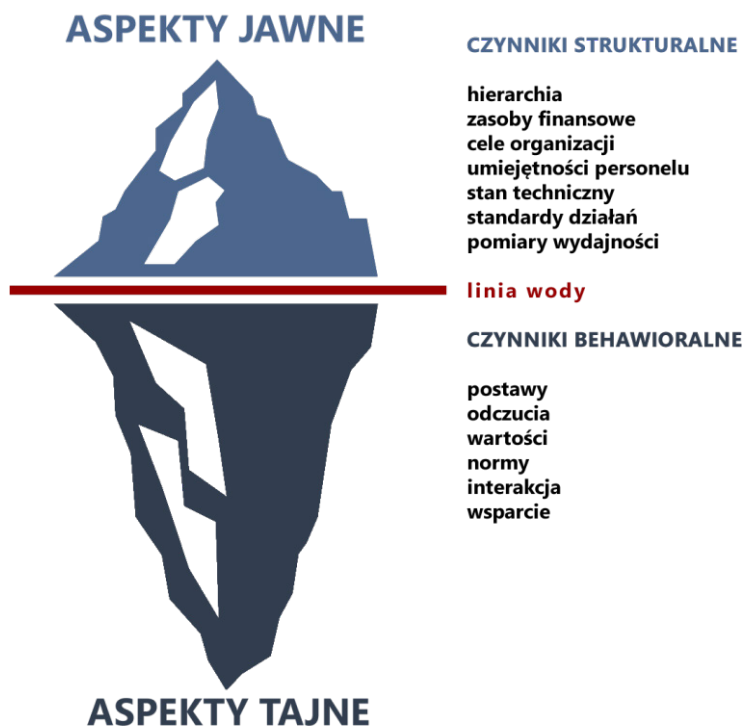 ASPEKTY JAWNE
CZYNNIKI STRUKTURALNE
hierarchia
zasoby finansowe
cele organizacji
umiejętności personelu
stan techniczny
standardy działań
pomiary wydajności
linia wody
CZYNNIKI BEHAWIORALNE
postawy
odczucia
wartości
normy
interakcja
wsparcie
ASPEKTY TAJNE